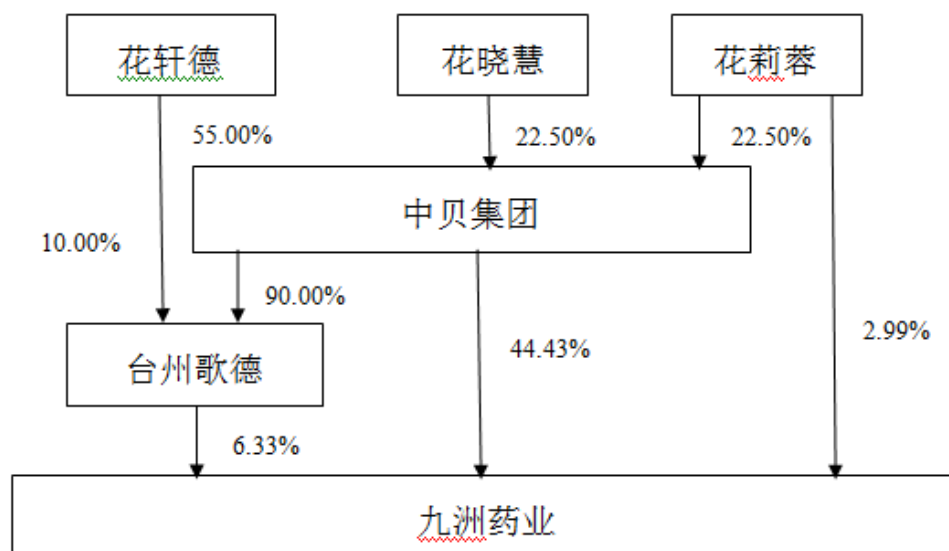 花轩德
花晓慧
花莉蓉
55.00%
22.50%
22.50%
中贝集团
10.00%
90.00%
台州歌德
44.43%
2.99%
6.33%
九洲药业